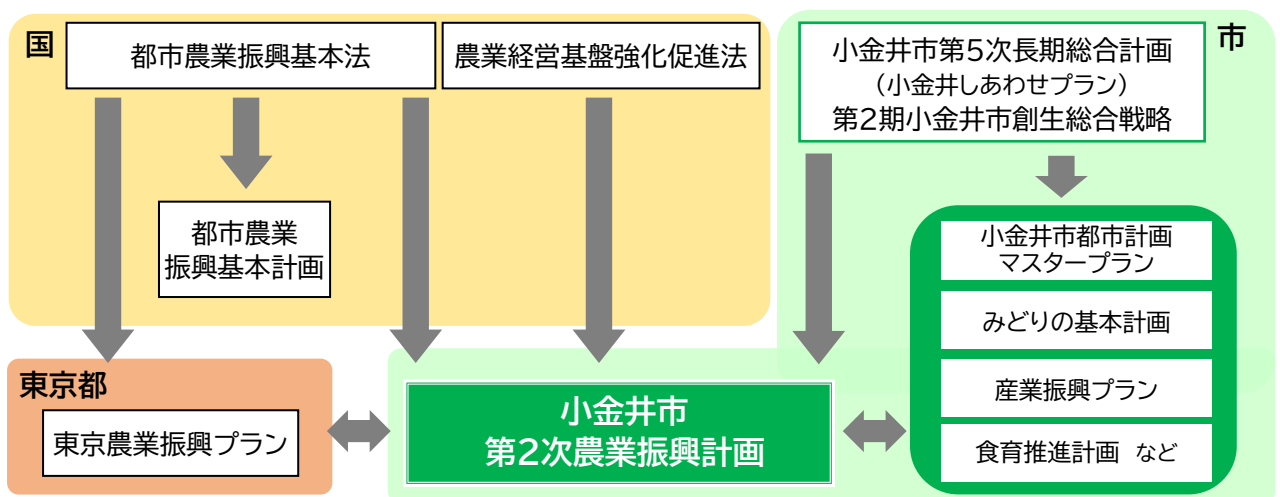 国
都市農業振興基本法
農業経営基盤強化促進法
都市農業
振興基本計画
市
小金井市第5次長期総合計画
（小金井しあわせプラン）
第2期小金井市創生総合戦略
小金井市都市計画
マスタープラン
みどりの基本計画
産業振興プラン
食育推進計画 など
東京都
東京農業振興プラン
小金井市
第2次農業振興計画